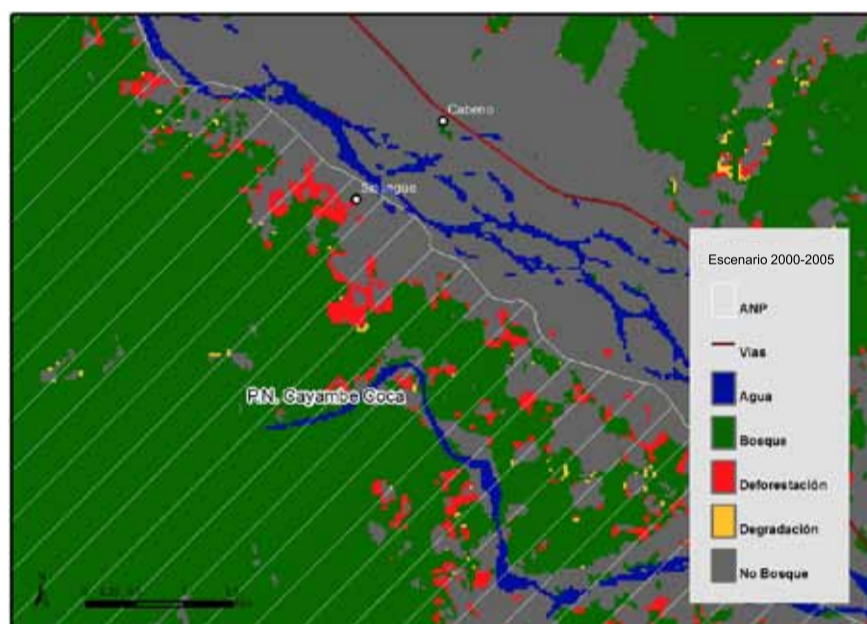 Cabeno
P.N. Cayambe Coca
Escenario 2000-2005
ANP
Vías
Agua
Bosque
Deforestación
Degradación
No Bosque